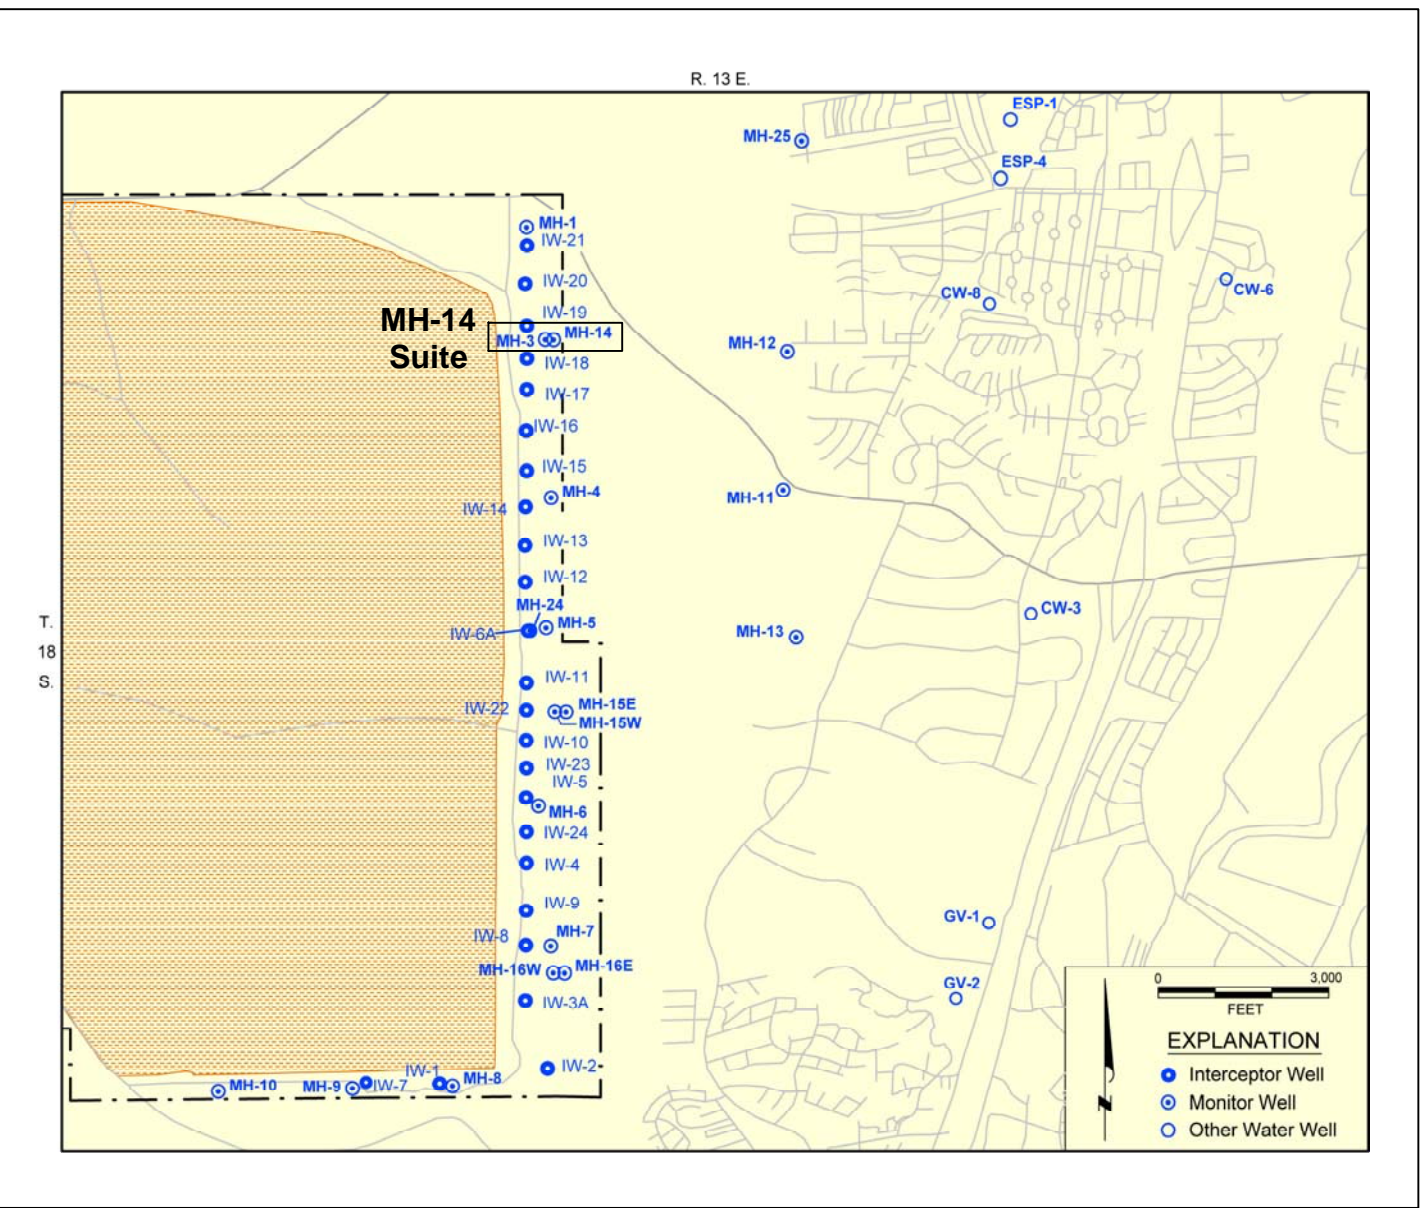 R. 13 E.
ESP-1
MH-25
ESP-4
MH-1
IW-21
IW-20
CW-6
CW-8
IW-19
MH-14
Suite
MH-3
MH-14
MH-12
IW-18
IW-17
IW-16
IW-15
MH-4
MH-11
IW-14
IW-13
IW-12
MH-24
CW-3
T.
18
S.
MH-5
IW-6A
MH-13
IW-11
IW-22
MH-15E
MH-15W
IW-10
IW-23
IW-5
MH-6
IW-24
IW-4
IW-9
GV-1
IW-8
MH-7
MH-16W
MH-16E
GV-2
IW-3A
0
3,000
FEET
EXPLANATION
Interceptor Well
Monitor Well
Other Water Well
IW-2
IW-1
MH-8
MH-10
MH-9
IW-7
N